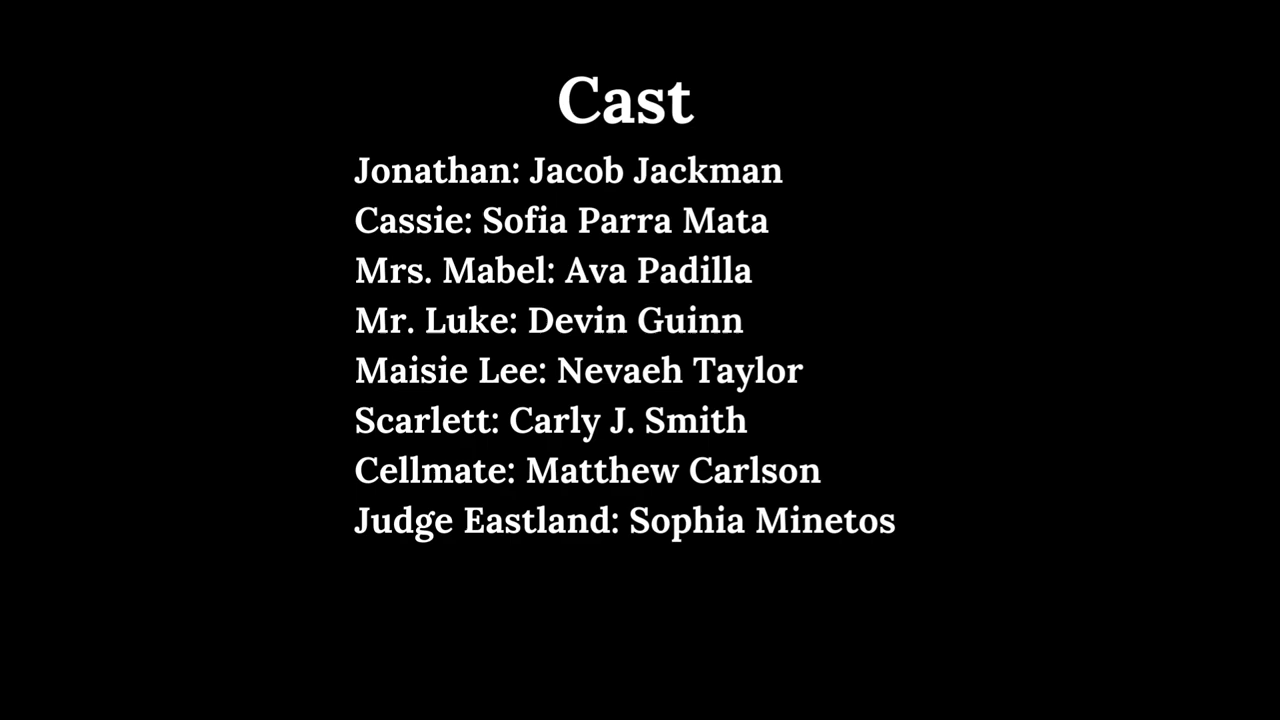 Cast
Jonathan: Jacob Jackman
Cassie: Sofia Parra Mata
Mrs. Mabel: Ava Padilla
Mr. Luke: Devin Guinn
Maisie Lee: Nevaeh Taylor
Scarlett: Carly J. Smith
Cellmate: Matthew Carlson
Judge Eastland: Sophia Minetos